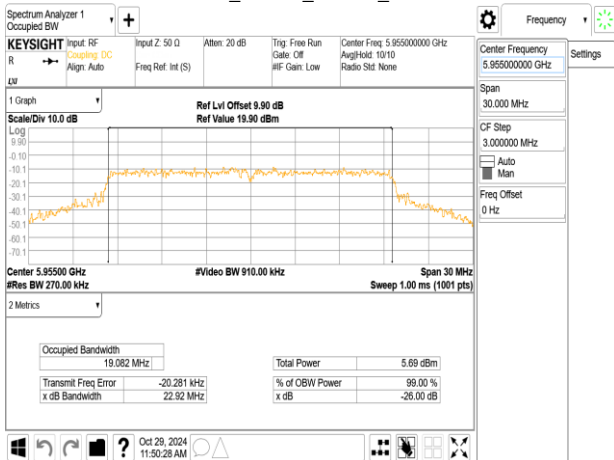 Spectrum Analyzer 1
Occupied BW
Frequency
KEYSIGHT
R
LXI
Input: RF
Coupling: DC
Align: Auto
Input Z: 50 Ω
Freq Ref: Int (S)
Atten: 20 dB
Trig: Free Run
Gate: Off
#IF Gain: Low
Center Freq: 5.955000000 GHz
Avg|Hold: 10/10
Radio Std: None
Center Frequency
5.955000000 GHz
Settings
Span
30.000 MHz
CF Step
3.000000 MHz
Auto
Man
Freq Offset
0 Hz
1 Graph
Scale/Div 10.0 dB
Ref Lvl Offset 9.90 dB
Ref Value 19.90 dBm
Log
9.90
-0.10
-10.1
-20.1
-30.1
-40.1
-50.1
-60.1
-70.1
Center 5.95500 GHz
#Video BW 910.00 kHz
Span 30 MHz
#Res BW 270.00 kHz
Sweep 1.00 ms (1001 pts)
2 Metrics
Occupied Bandwidth
19.082 MHz
Total Power 5.69 dBm
Transmit Freq Error -20.281 kHz
% of OBW Power 99.00 %
x dB Bandwidth 22.92 MHz
x dB -26.00 dB
?
Oct 29, 2024
11:50:28 AM